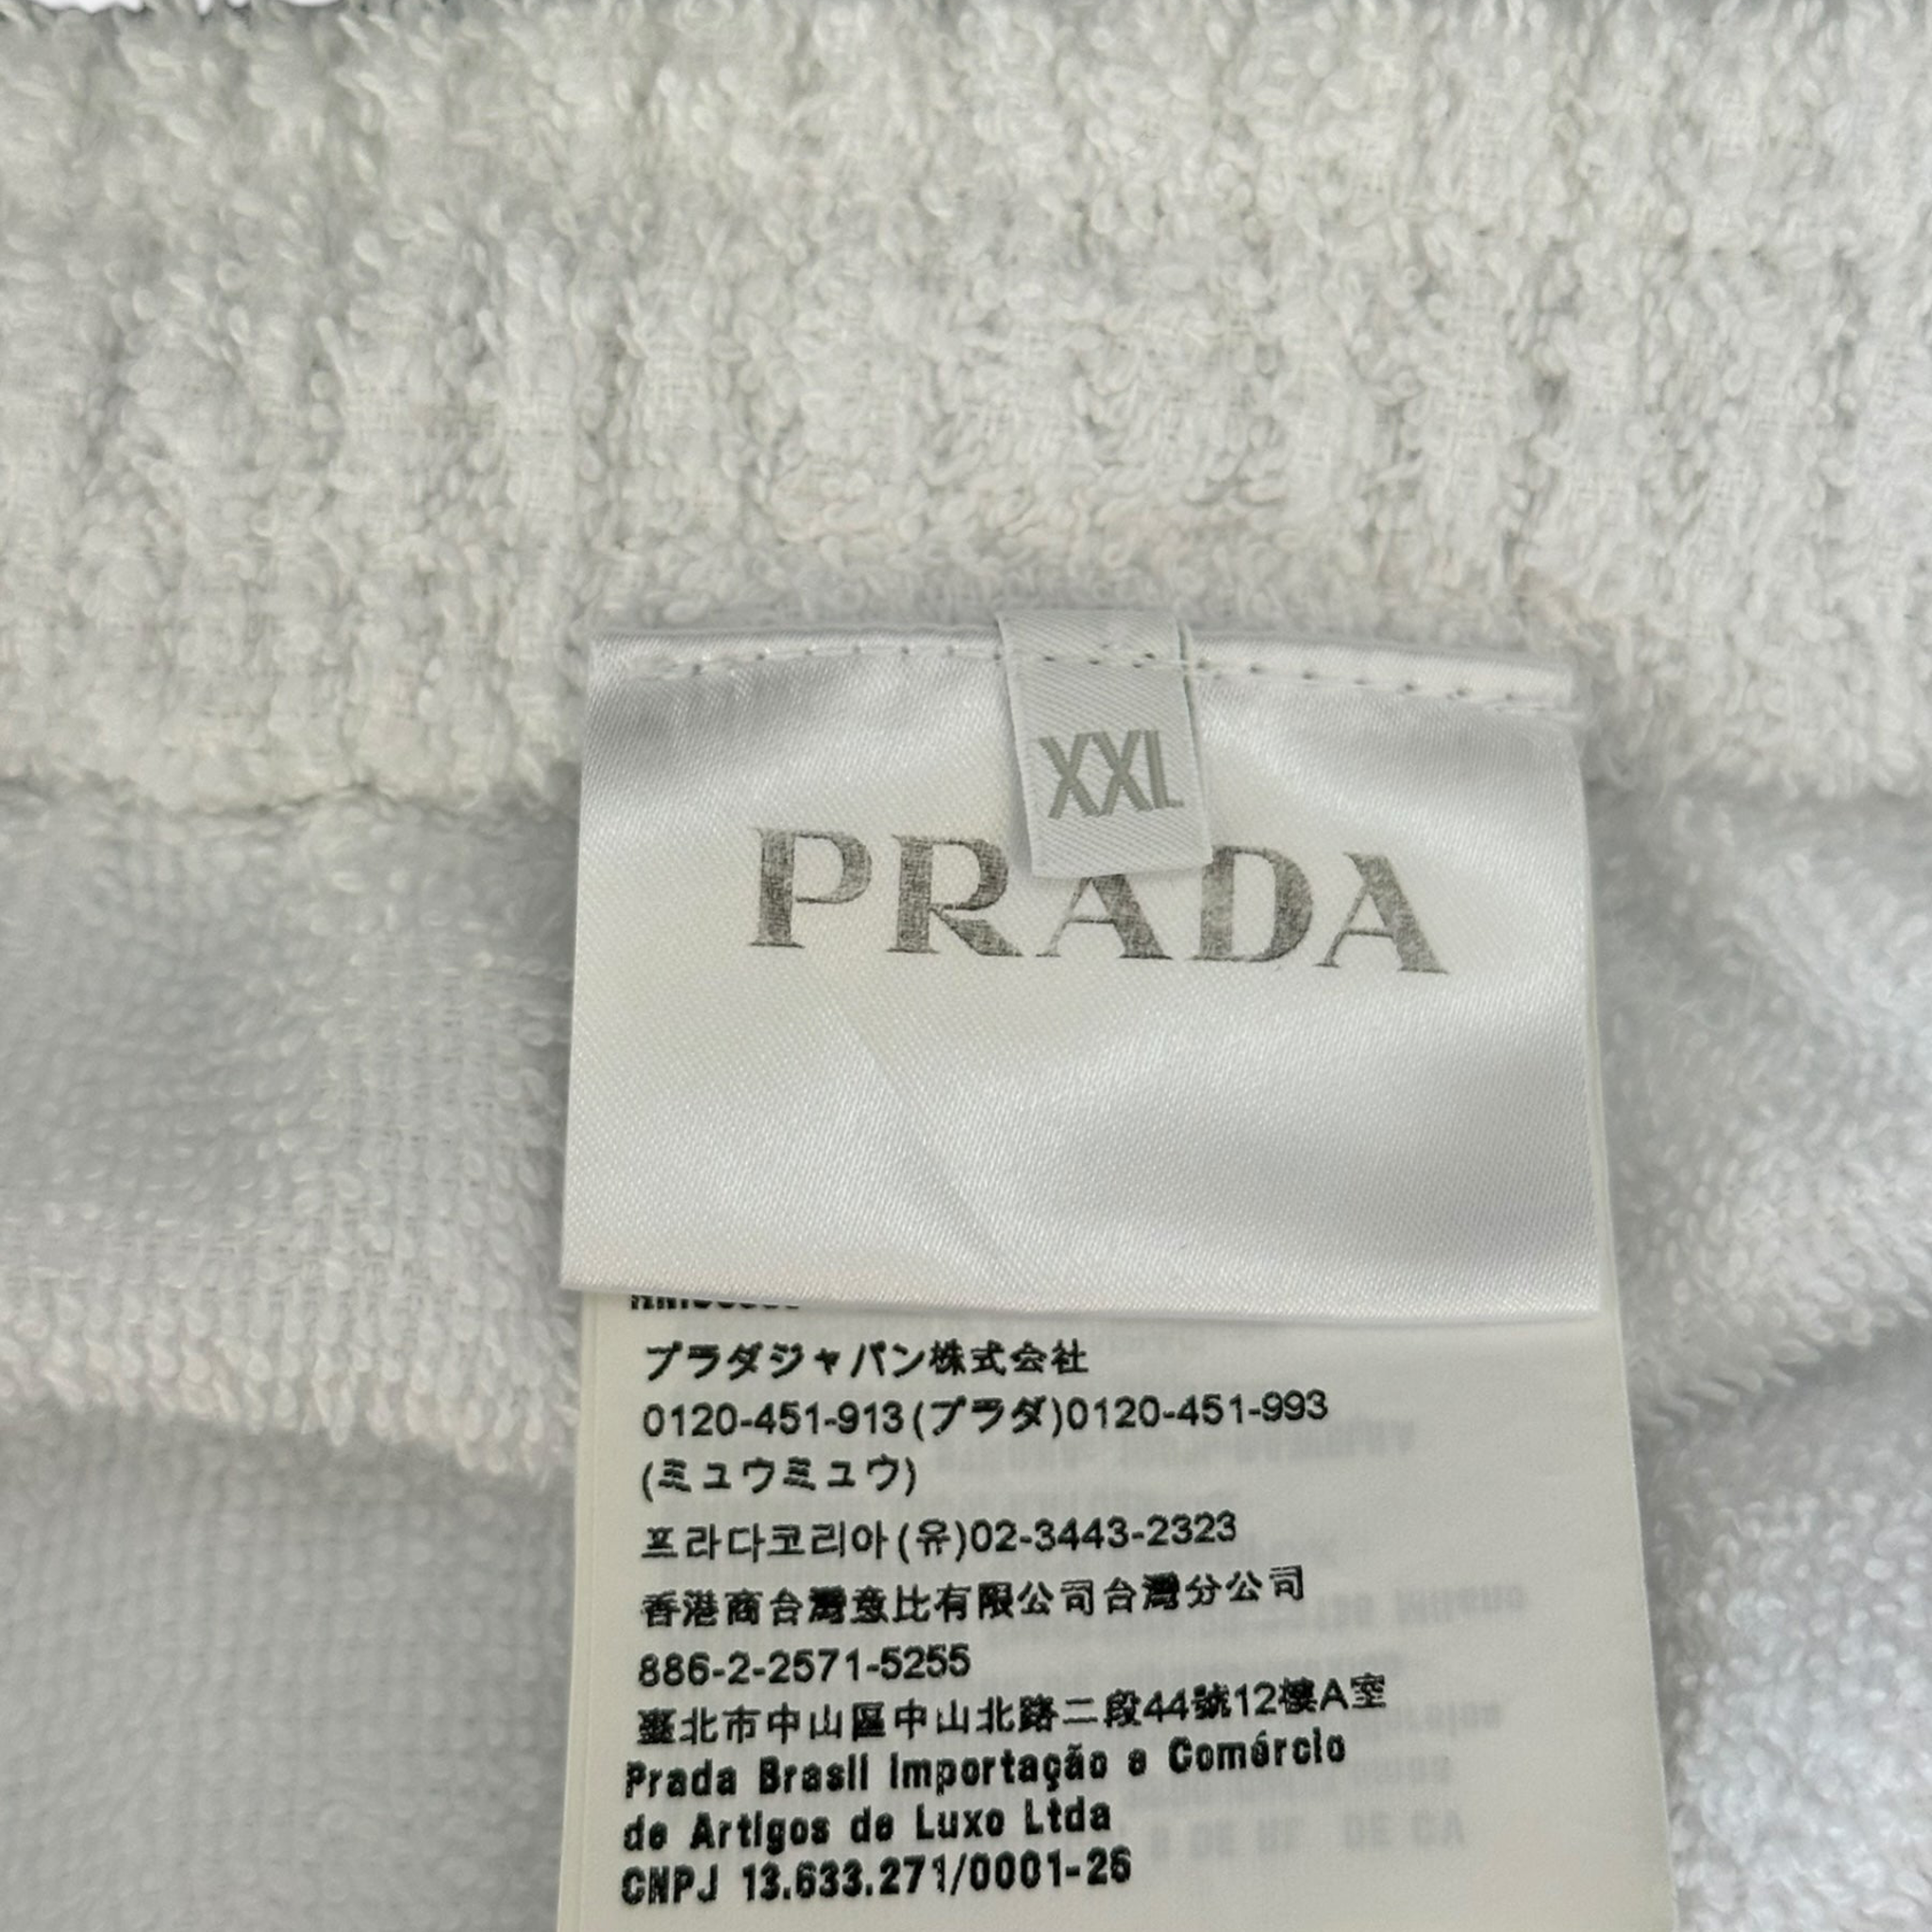 XXL
PRADA
プラダジャパン株式会社
0120-451-913(プラダ)0120-451-993
(ミュウミュウ)
프라다코리아(유)02-3443-2323
香港商台灣意比有限公司台灣分公司
886-2-2571-5255
臺北市中山區中山北路二段44號12樓A室
Prada Brasil Importação e Comércio
de Artigos de Luxo Ltda
CNPJ 13.633.271/0001-26